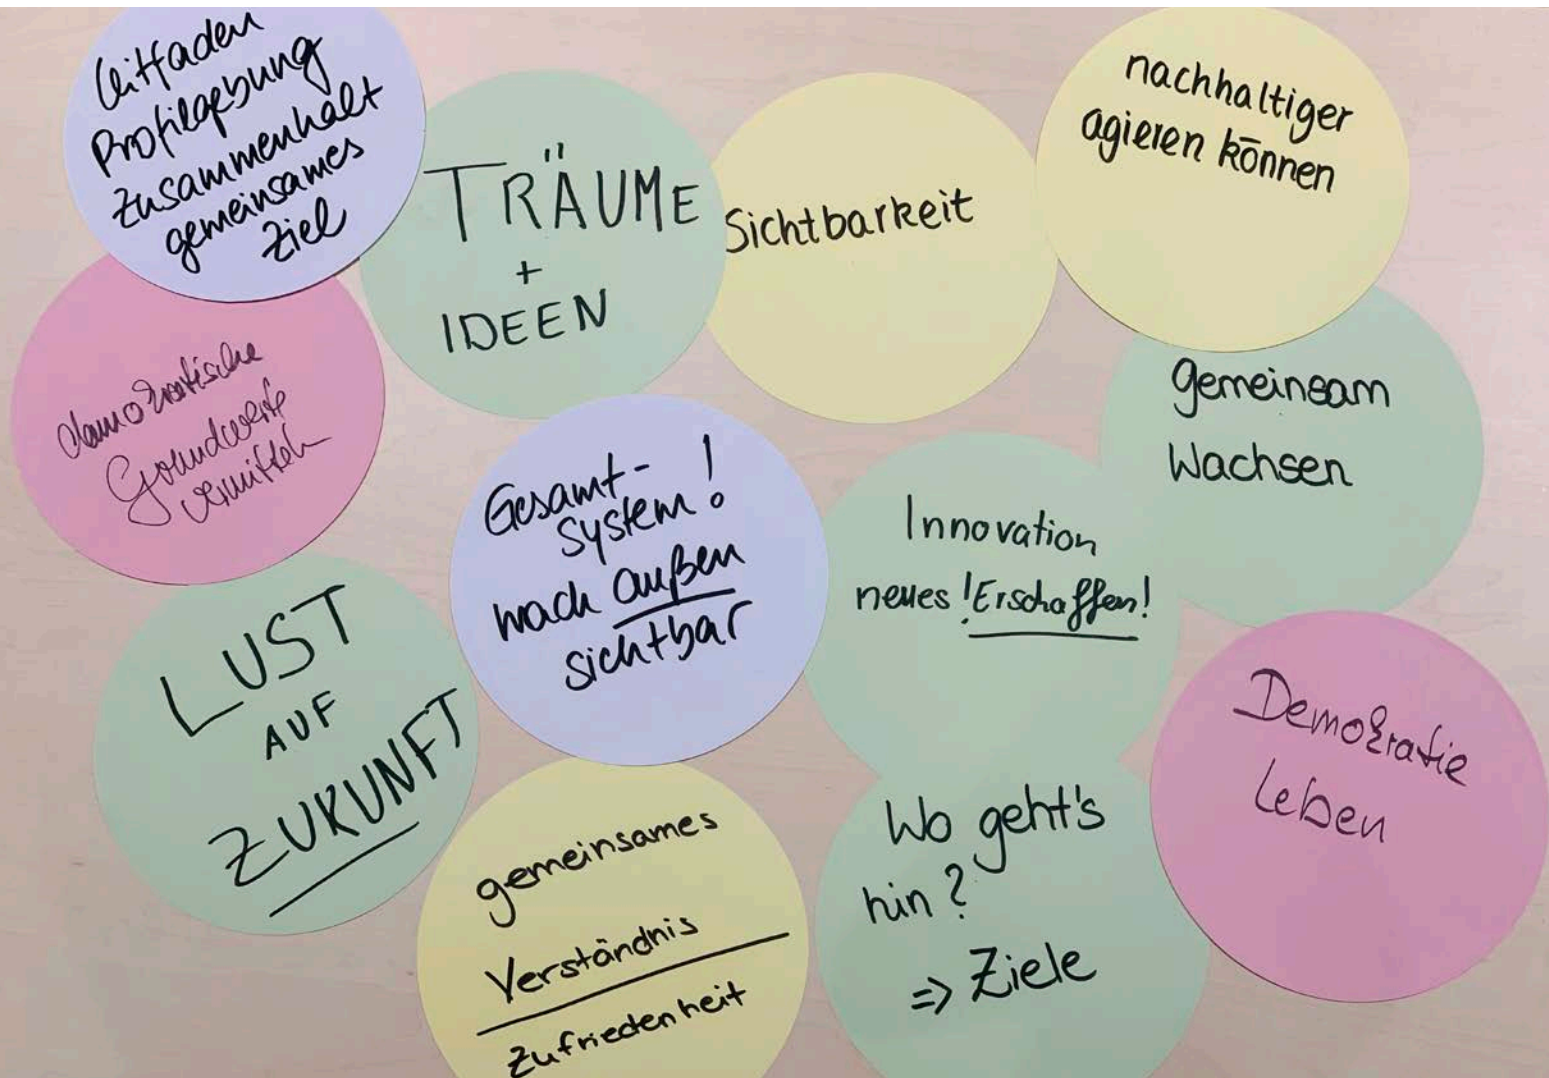 Leitfaden
Profilgebung
Zusammenhalt
gemeinsames
Ziel
TRÄUME
+
IDEEN
Sichtbarkeit
nachhaltiger
agieren können
demokratische
Grundwerte
vermitteln
Gesamt-
system!
nach außen
sichtbar
gemeinsam
Wachsen
Innovation
neues !Erschaffen!
LUST
AUF
ZUKUNFT
gemeinsames
Verständnis
Zufriedenheit
Wo geht's
hin?
=> Ziele
Demokratie
Leben